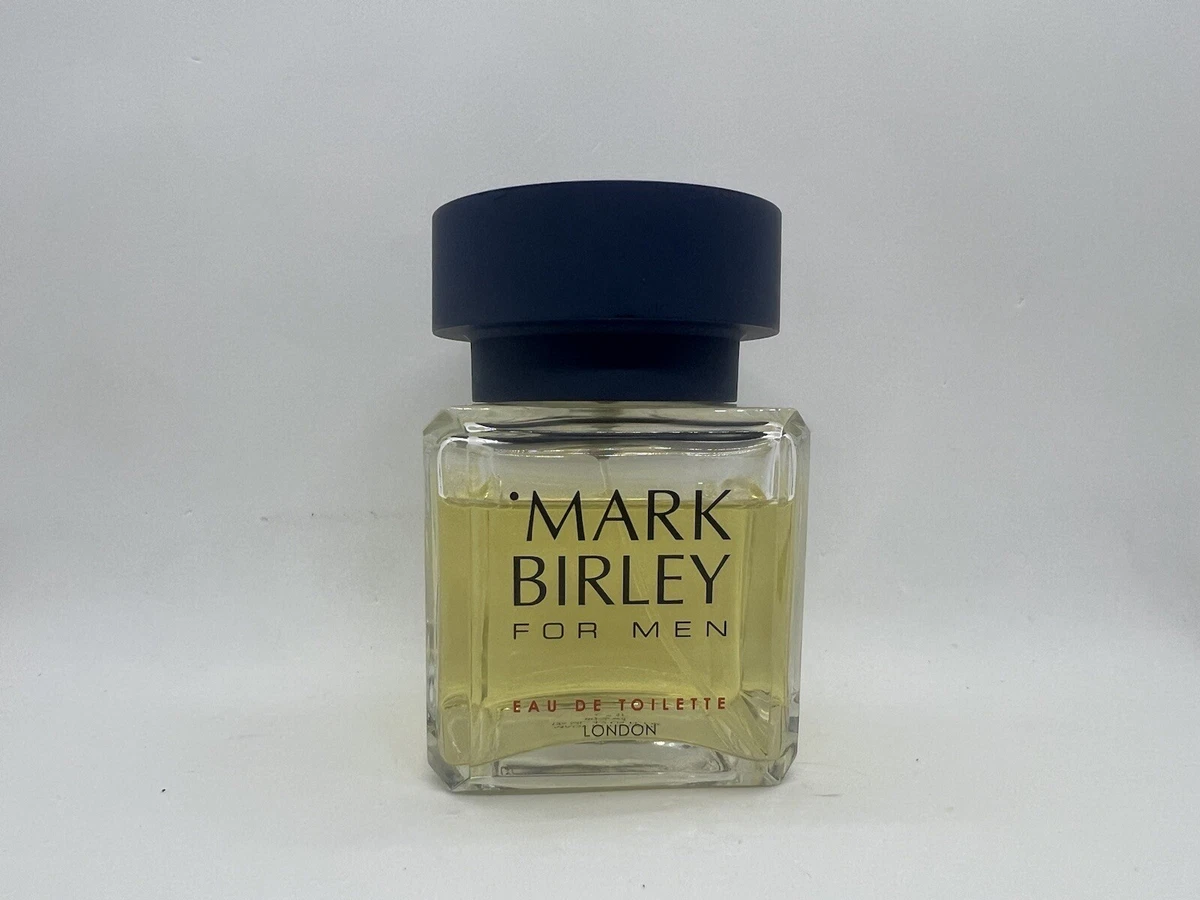 MARK
BIRLEY
FOR MEN
EAU DE TOILETTE
LONDON